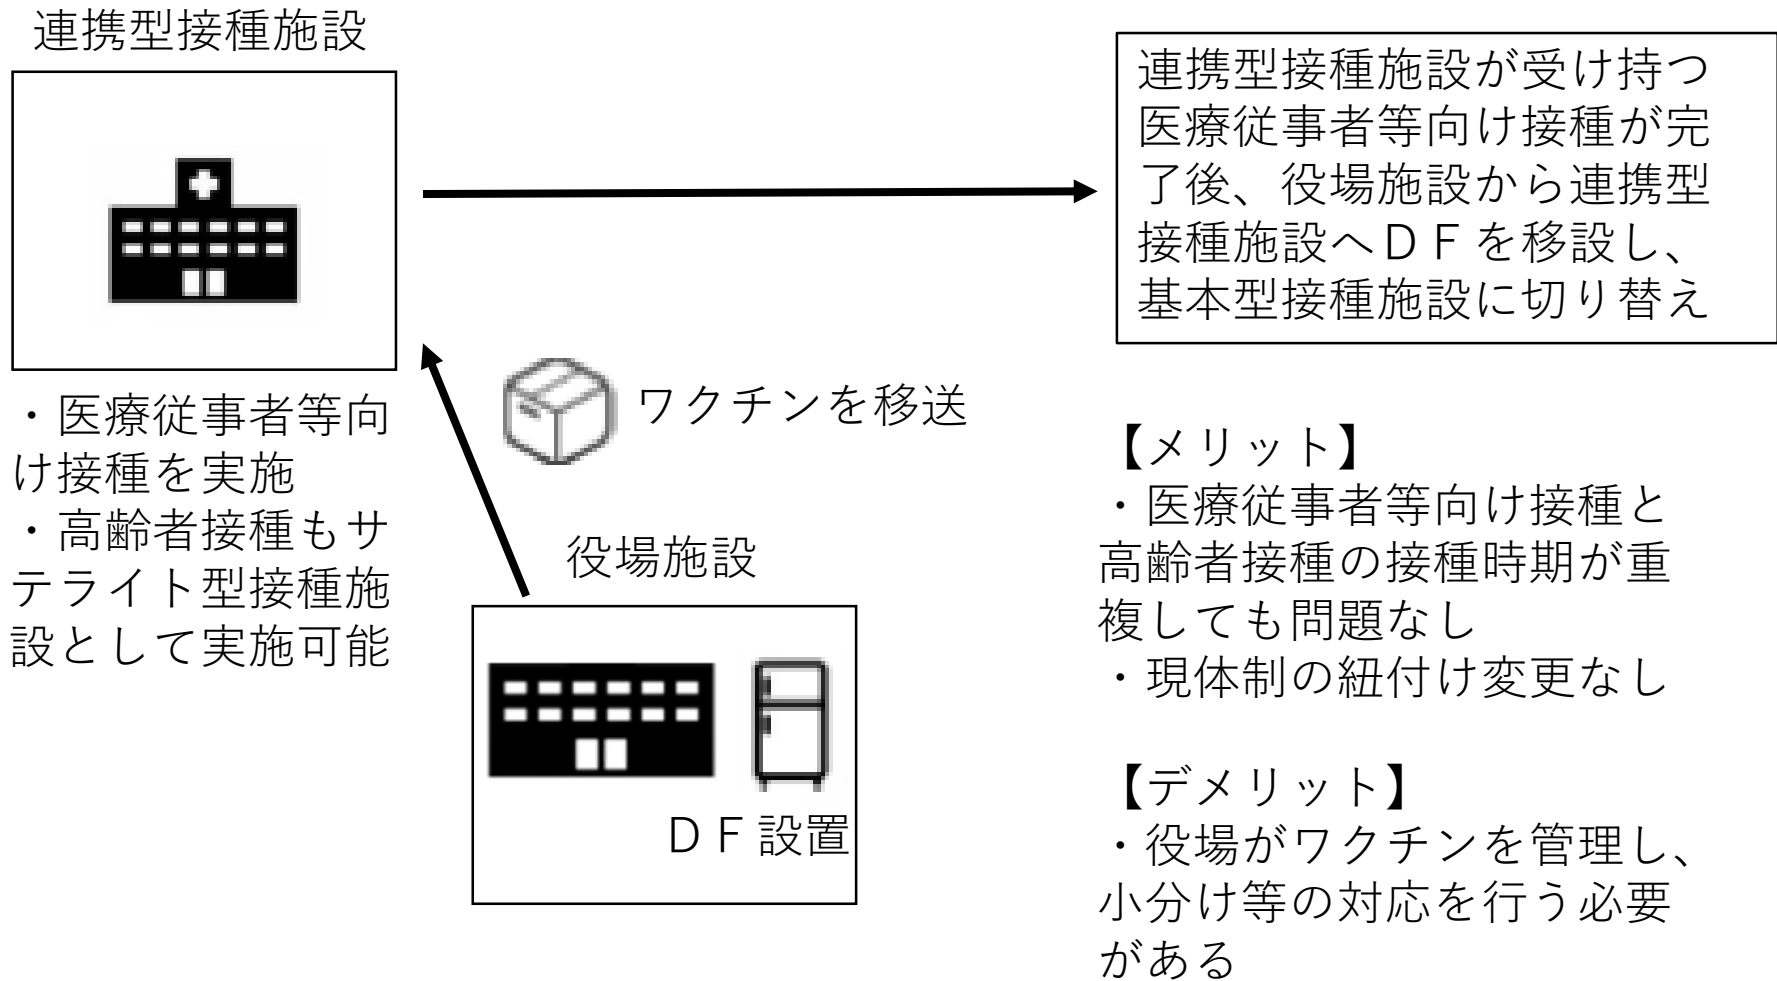 連携型接種施設
・医療従事者等向
け接種を実施
・高齢者接種もサ
テライト型接種施
設として実施可能
ワクチンを移送
役場施設
ＤＦ設置
連携型接種施設が受け持つ
医療従事者等向け接種が完
了後、役場施設から連携型
接種施設へＤＦを移設し、
基本型接種施設に切り替え
【メリット】
・医療従事者等向け接種と
高齢者接種の接種時期が重
複しても問題なし
・現体制の紐付け変更なし
【デメリット】
・役場がワクチンを管理し、
小分け等の対応を行う必要
がある